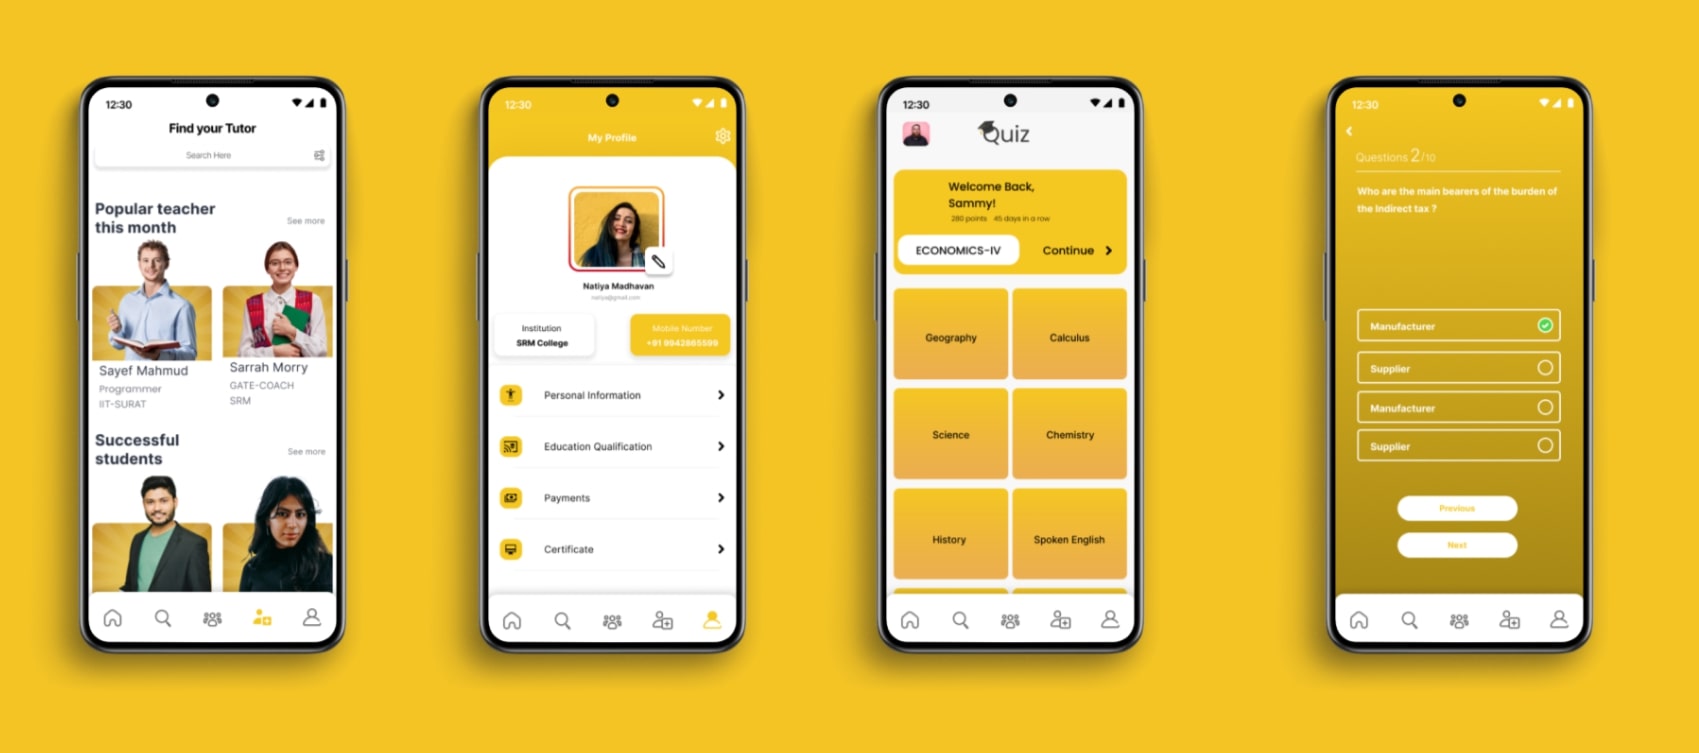 12:30
Find your Tutor
Search Here
Popular teacher
this month
See more
Sayef Mahmud
Programmer
IIT-SURAT
Sarrah Morry
GATE-COACH
SRM
Successful
students
See more
12:30
My Profile
Natiya Madhavan
natiya@gmail.com
Institution
SRM College
Mobile Number
+91 9942665599
Personal Information
Education Qualification
Payments
Certificate
12:30
Quiz
Welcome Back,
Sammy!
280 points 45 days in a row
ECONOMICS-IV
Continue
Geography
Calculus
Science
Chemistry
History
Spoken English
12:30
Questions 2/10
Who are the main bearers of the burden of
the Indirect tax ?
Manufacturer
Supplier
Manufacturer
Supplier
Previous
Next